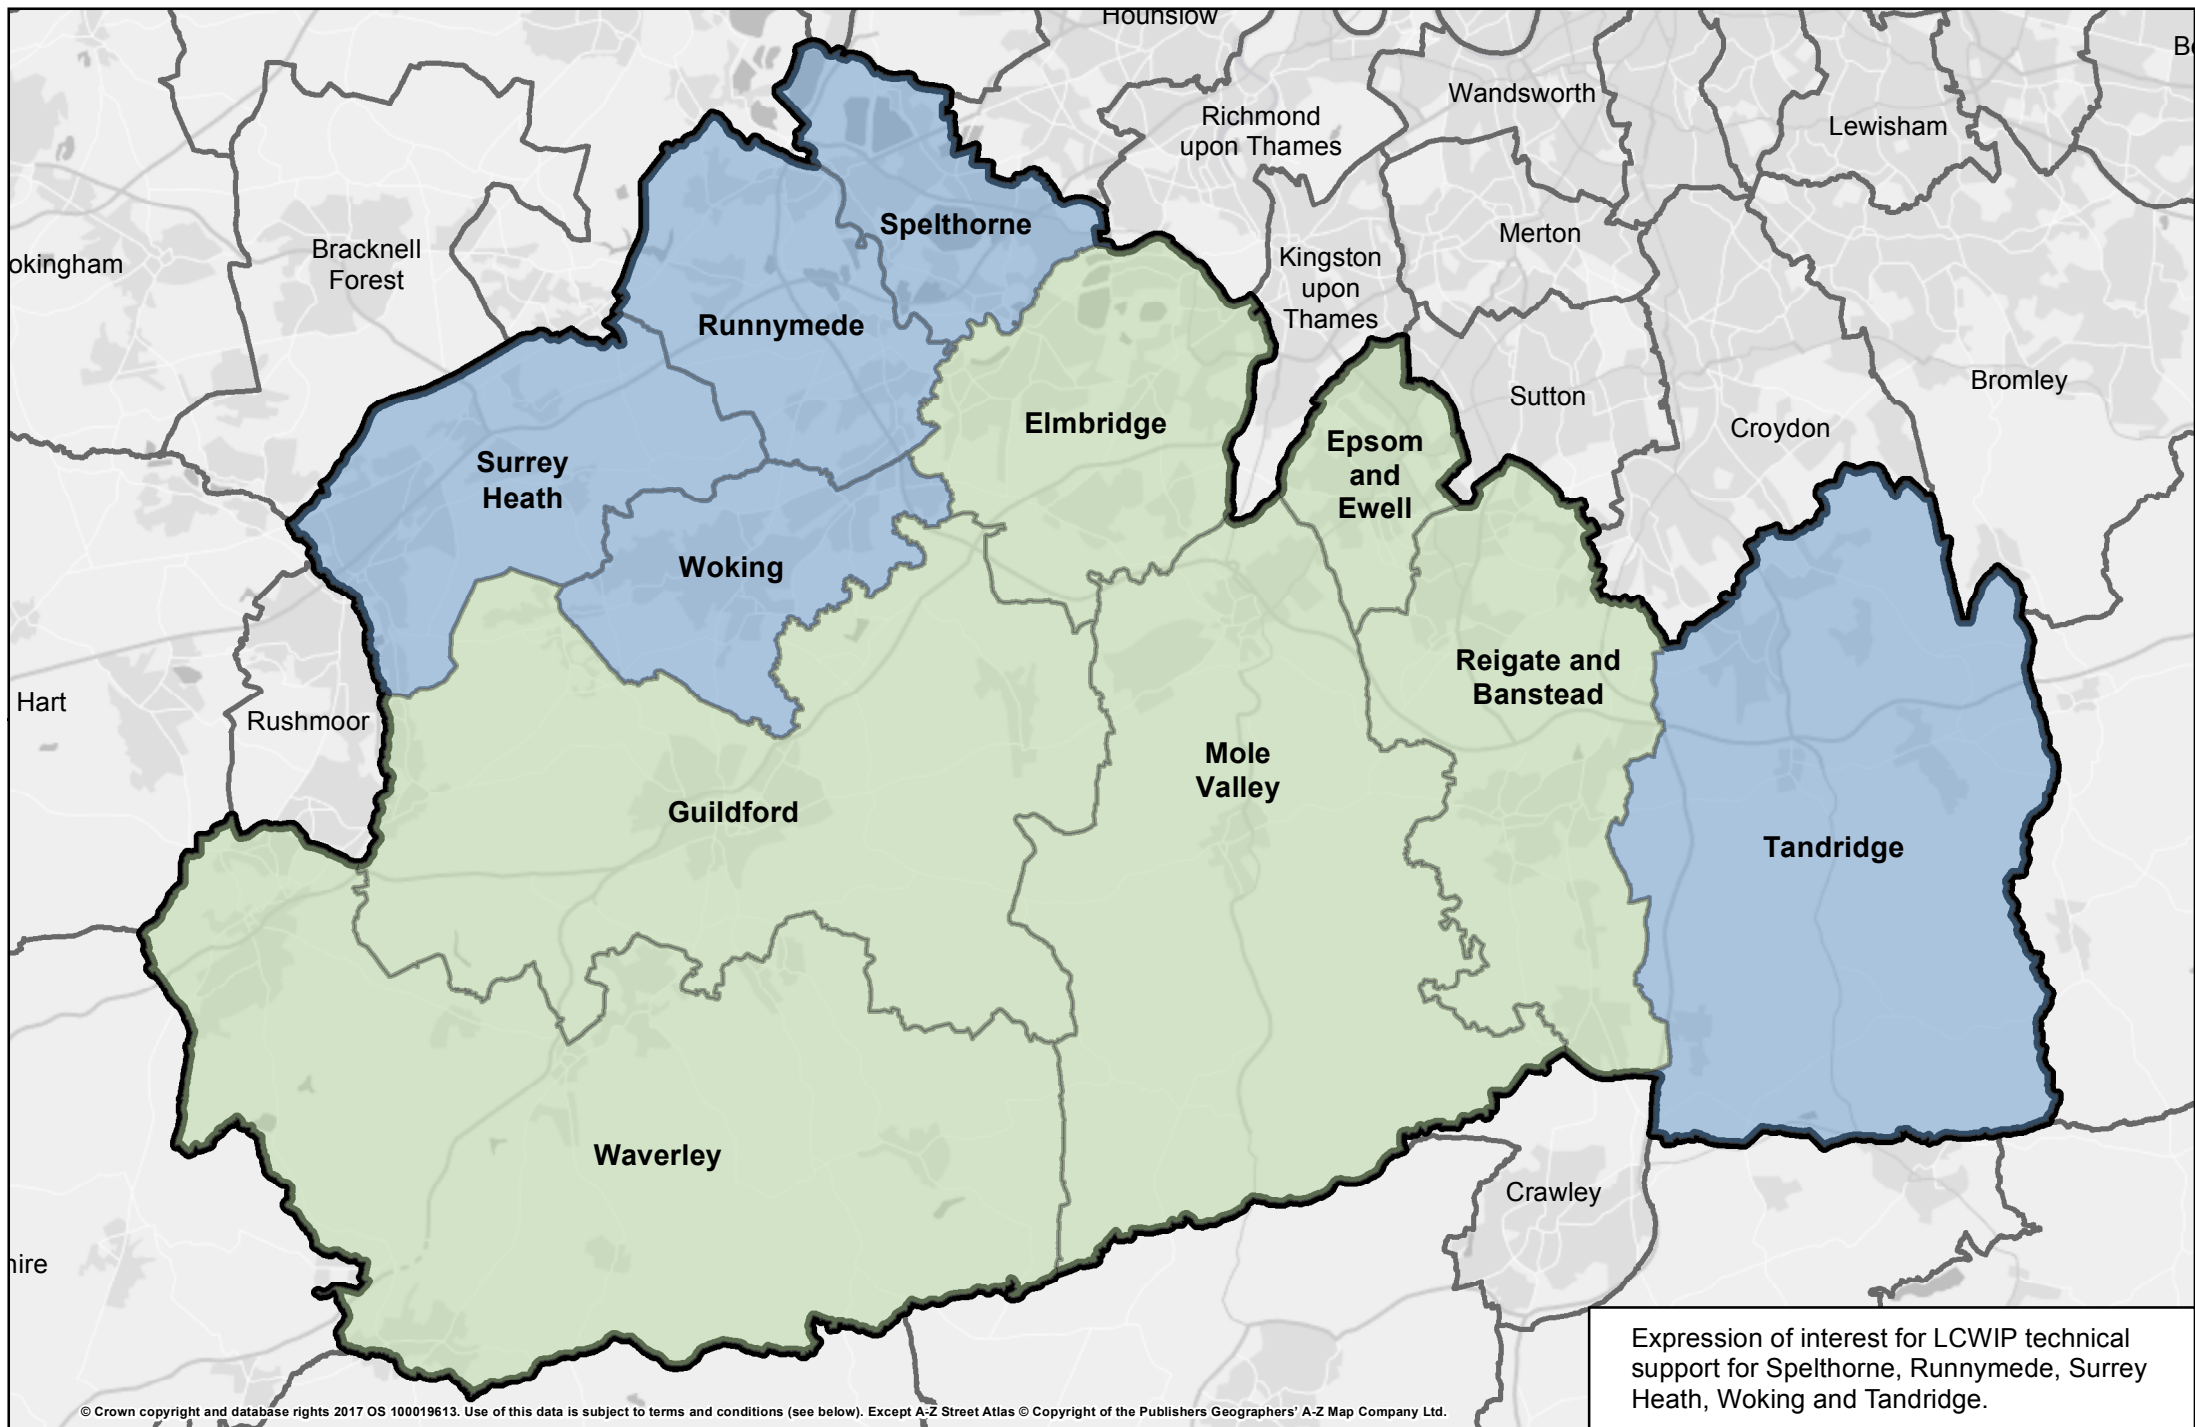 Hounslow
Richmond
upon Thames
Wandsworth
Lewisham
Bracknell
Forest
okingham
Spelthorne
Kingston
upon
Thames
Merton
Runnymede
Elmbridge
Sutton
Bromley
Croydon
Surrey
Heath
Epsom
and
Ewell
Woking
Hart
Rushmoor
Reigate and
Banstead
Mole
Valley
Guildford
Tandridge
Waverley
Crawley
hire
Expression of interest for LCWIP technical
support for Spelthorne, Runnymede, Surrey
Heath, Woking and Tandridge.
© Crown copyright and database rights 2017 OS 100019613. Use of this data is subject to terms and conditions (see below). Except A-Z Street Atlas © Copyright of the Publishers Geographers' A-Z Map Company Ltd.